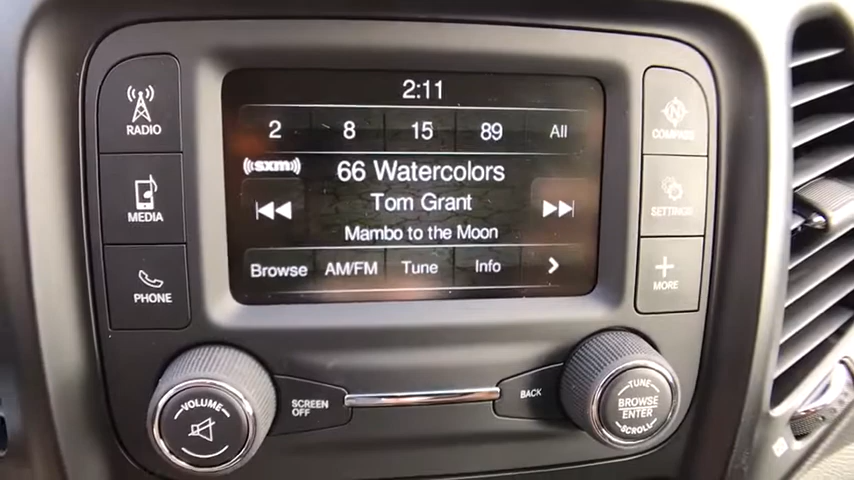 2:11
RADIO
2 8 15 89 All
COMPASS
((sxm))
66 Watercolors
Tom Grant
Mambo to the Moon
MEDIA
SETTINGS
Browse AM/FM Tune Info
PHONE
MORE
VOLUME
SCREEN
OFF
BACK
TUNE
BROWSE
ENTER
SCROLL